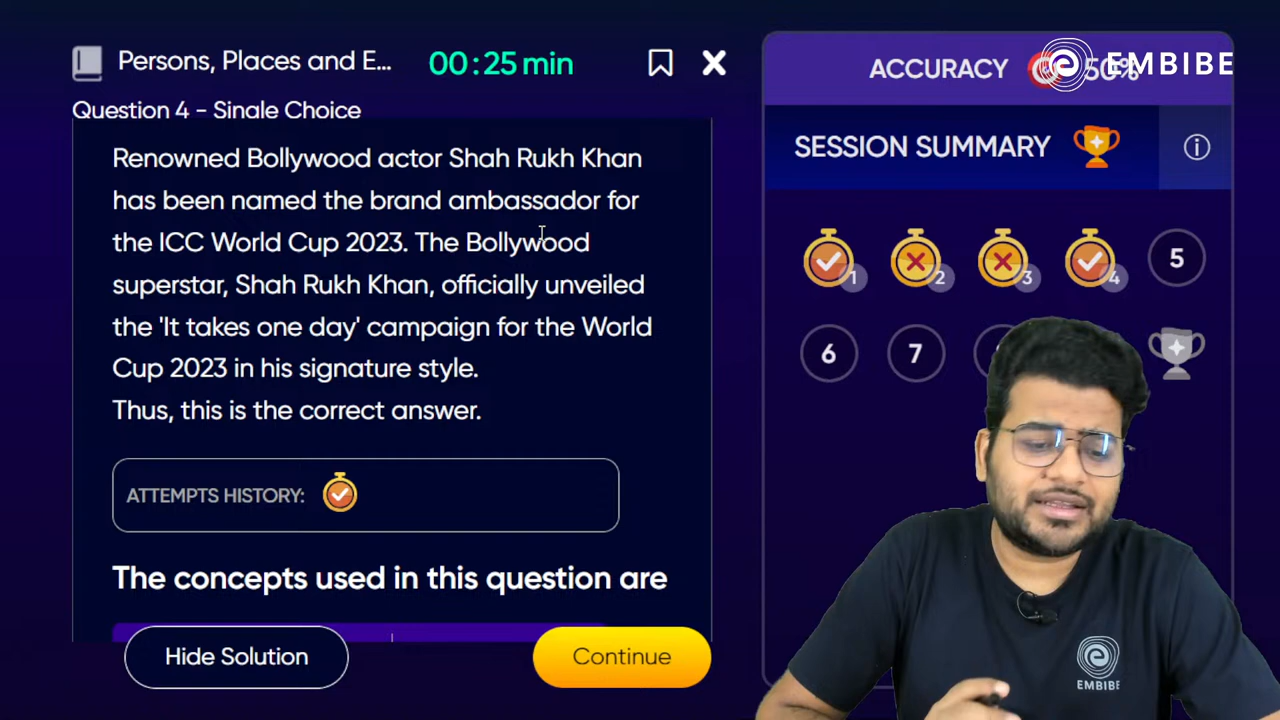 Persons, Places and E...
00:25 min
ACCURACY
50%
EMBIBE
Question 4 - Single Choice
SESSION SUMMARY
Renowned Bollywood actor Shah Rukh Khan
has been named the brand ambassador for
the ICC World Cup 2023. The Bollywood
superstar, Shah Rukh Khan, officially unveiled
the 'It takes one day' campaign for the World
Cup 2023 in his signature style.
Thus, this is the correct answer.
1
2
3
4
5
6
7
ATTEMPTS HISTORY:
The concepts used in this question are
Hide Solution
Continue
EMBIBE